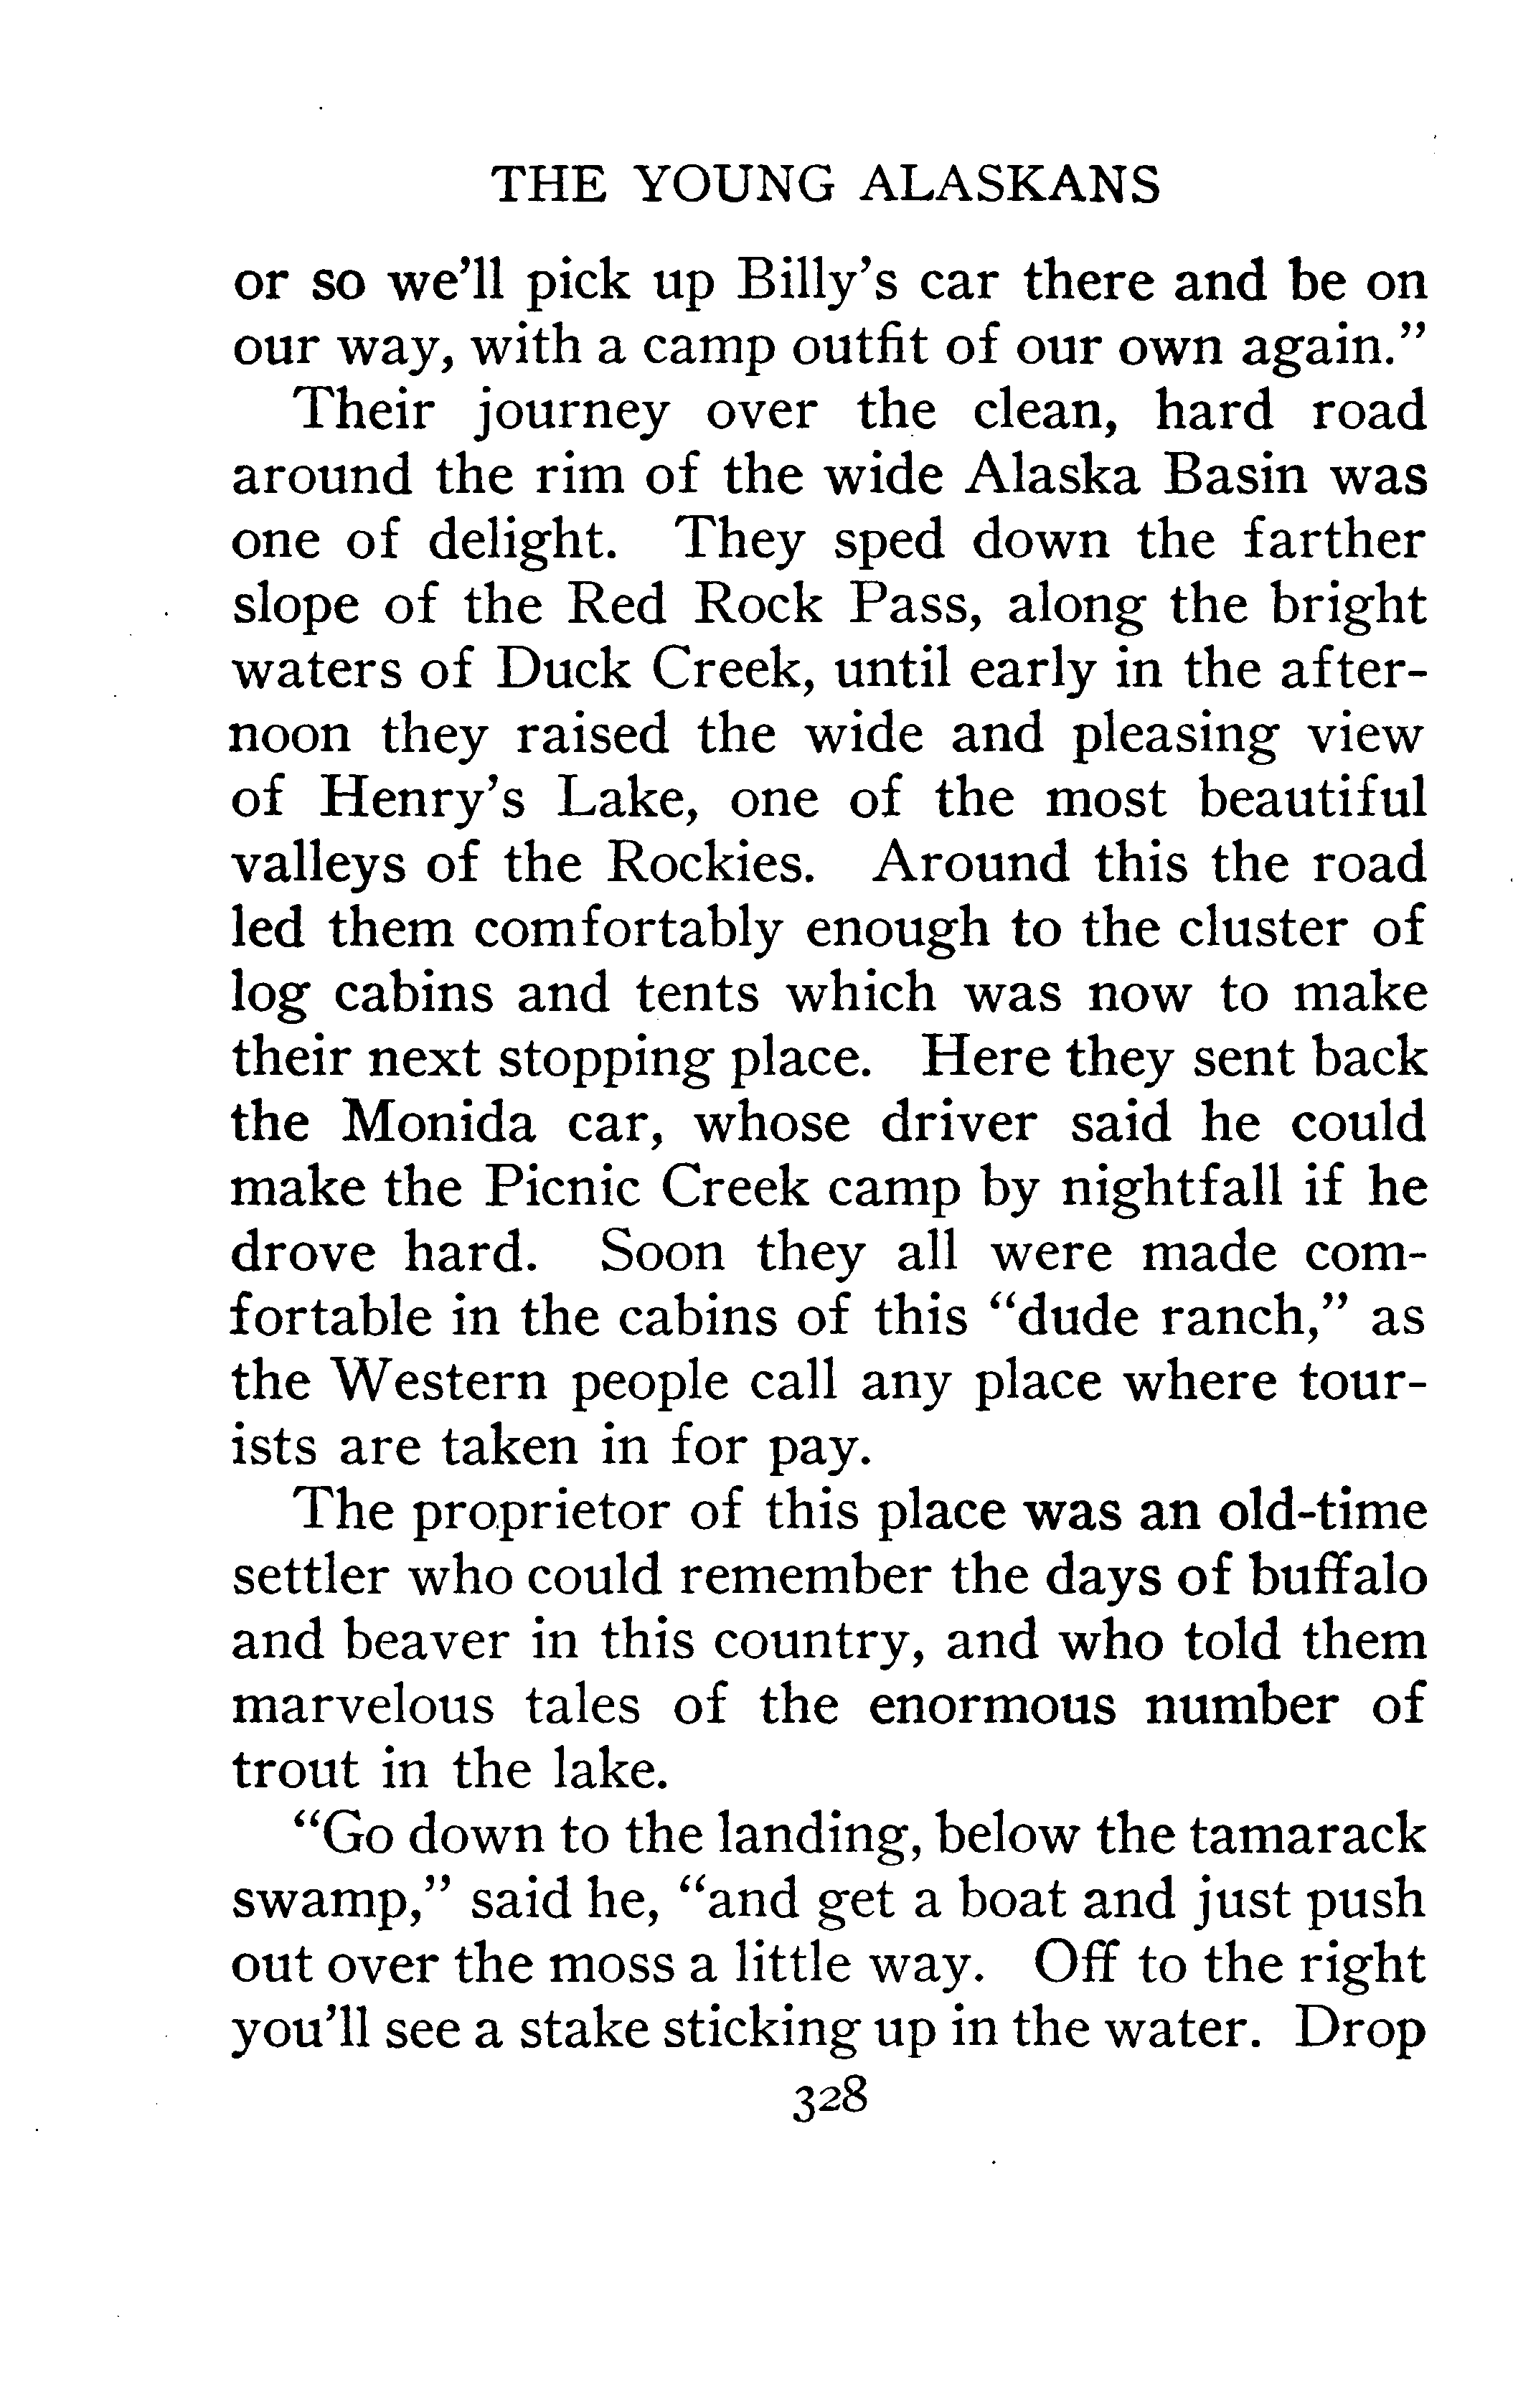 THE YOUNG ALASKANS
or so we'll pick up Billy's car there and be on
our way, with a camp outfit of our own again."
Their journey over the clean, hard road
around the rim of the wide Alaska Basin was
one of delight. They sped down the farther
slope of the Red Rock Pass, along the bright
waters of Duck Creek, until early in the after-
noon they raised the wide and pleasing view
of Henry's Lake, one of the most beautiful
valleys of the Rockies. Around this the road
led them comfortably enough to the cluster of
log cabins and tents which was now to make
their next stopping place. Here they sent back
the Monida car, whose driver said he could
make the Picnic Creek camp by nightfall if he
drove hard. Soon they all were made com-
fortable in the cabins of this "dude ranch," as
the Western people call any place where tour-
ists are taken in for pay.
The proprietor of this place was an old-time
settler who could remember the days of buffalo
and beaver in this country, and who told them
marvelous tales of the enormous number of
trout in the lake.
"Go down to the landing, below the tamarack
swamp," said he, "and get a boat and just push
out over the moss a little way. Off to the right
you'll see a stake sticking up in the water. Drop
328